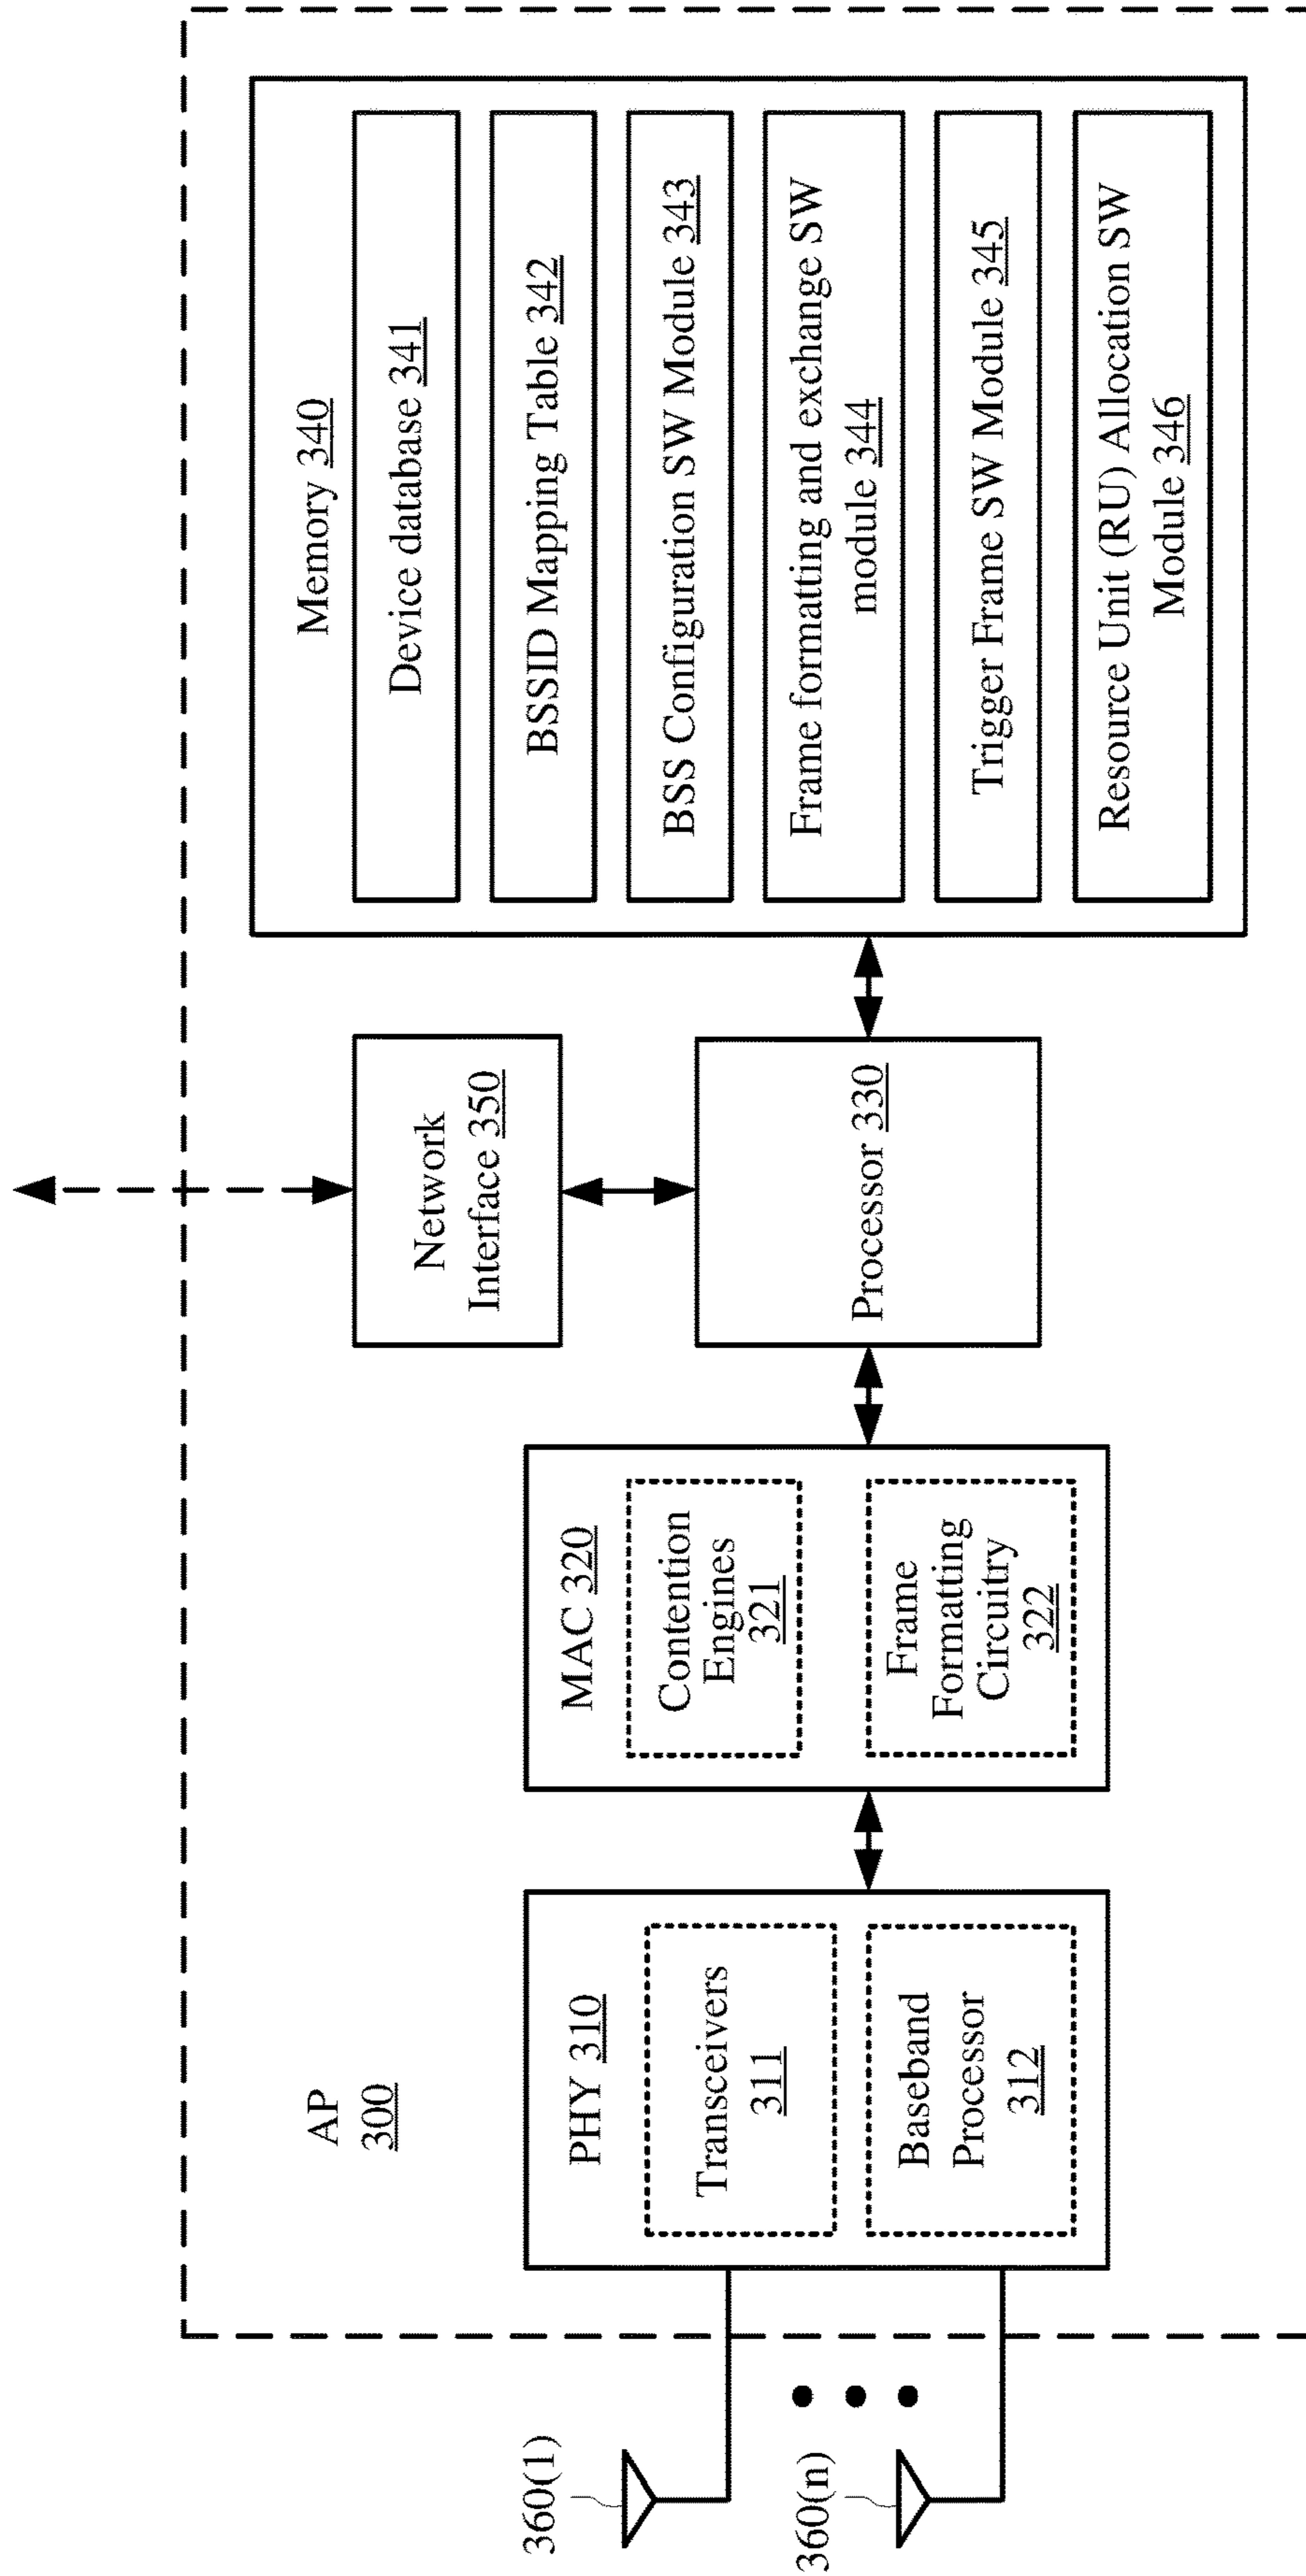 AP
300
PHY 310
Transceivers
311
Baseband
Processor
312
360(1)
360(n)
MAC 320
Contention
Engines
321
Frame
Formatting
Circuitry
322
Network
Interface 350
Processor 330
Memory 340
Device database 341
BSSID Mapping Table 342
BSS Configuration SW Module 343
Frame formatting and exchange SW
module 344
Trigger Frame SW Module 345
Resource Unit (RU) Allocation SW
Module 346